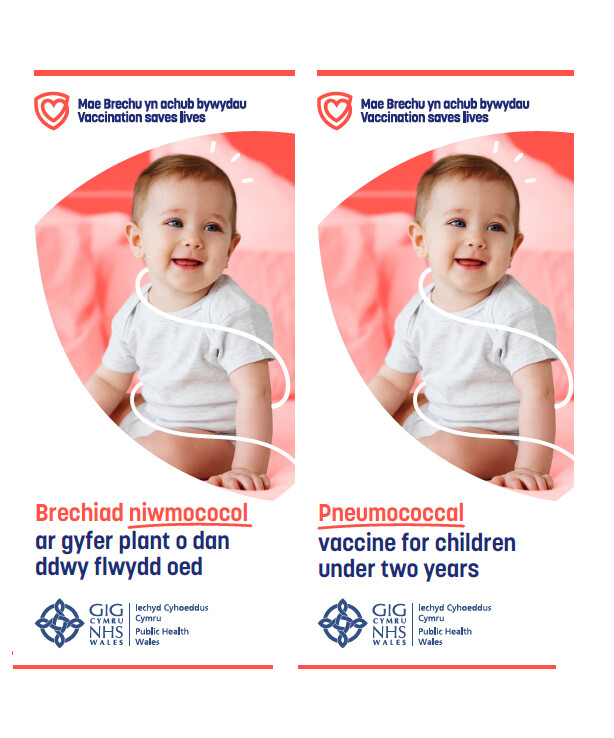 Mae Brechu yn achub bywydau
Vaccination saves lives
Brechiad niwmococol
ar gyfer plant o dan
ddwy flwydd oed
GIG
CYMRU
NHS
WALES
Iechyd Cyhoeddus
Cymru
Public Health
Wales
Mae Brechu yn achub bywydau
Vaccination saves lives
Pneumococcal
vaccine for children
under two years
GIG
CYMRU
NHS
WALES
Iechyd Cyhoeddus
Cymru
Public Health
Wales